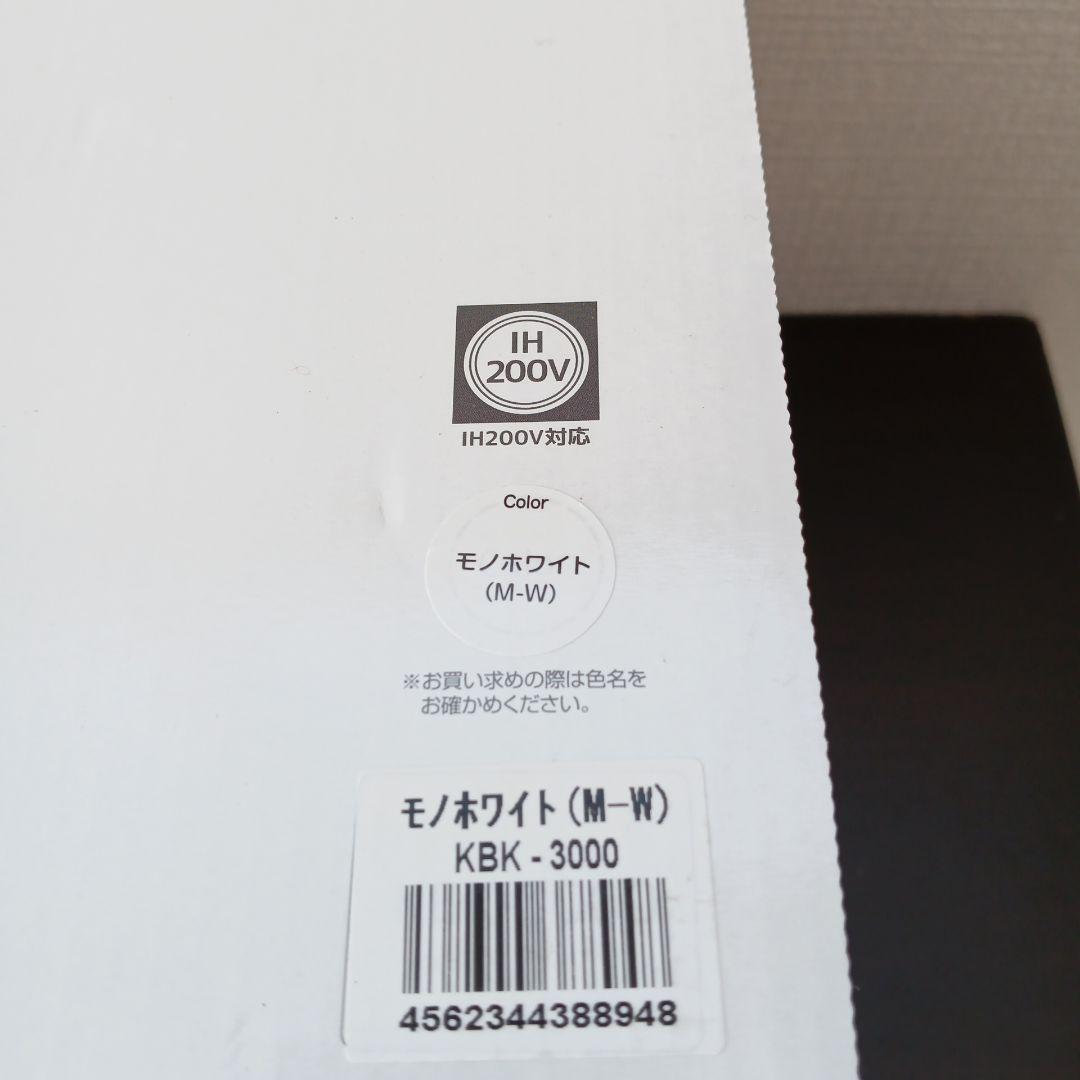 IH
200V
IH200V対応
Color
モノホワイト
(M-W)
※お買い求めの際は色名を
お確かめください。
モノホワイト(M-W)
KBK - 3000
4562344388948